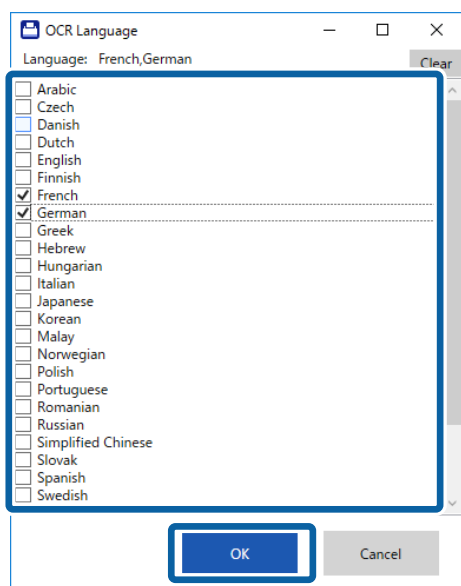 OCR Language
Language: French,German
Clear
Arabic
Czech
Danish
Dutch
English
Finnish
French
German
Greek
Hebrew
Hungarian
Italian
Japanese
Korean
Malay
Norwegian
Polish
Portuguese
Romanian
Russian
Simplified Chinese
Slovak
Spanish
Swedish
OK
Cancel